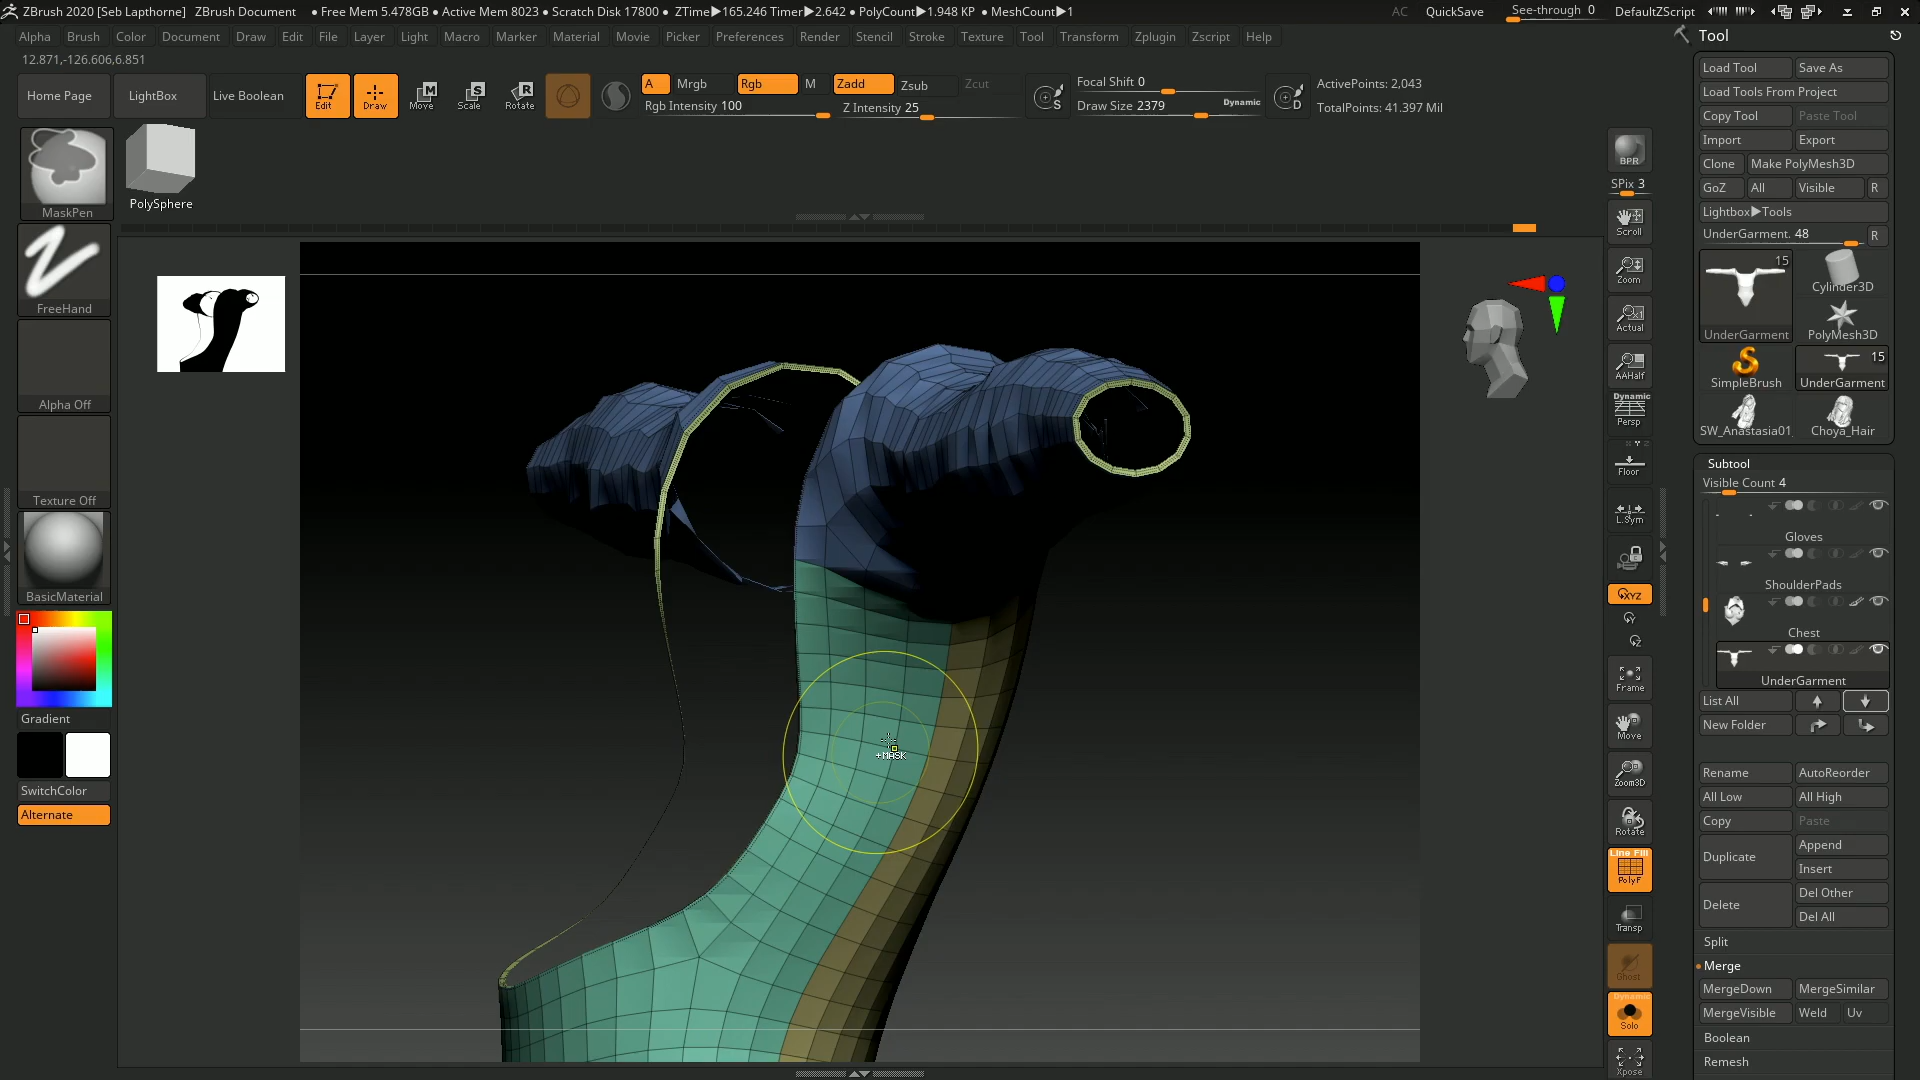 ZBrush 2020 [Seb Lapthorne] ZBrush Document ● Free Mem 5.478GB ● Active Mem 8023 ● Scratch Disk 17800 ● ZTime▶165.246 Timer▶2.642 ● PolyCount▶1.948 KP ● MeshCount▶1 AC QuickSave See-through 0 DefaultZScript
Alpha Brush Color Document Draw Edit File Layer Light Macro Marker Material Movie Picker Preferences Render Stencil Stroke Texture Tool Transform Zplugin Zscript Help
12.871,-126.606,6.851
Home Page LightBox Live Boolean Edit Draw Move Scale Rotate
A Mrgb Rgb M Zadd Zsub Zcut
Rgb Intensity 100 Z Intensity 25
Focal Shift 0
Draw Size 2379 Dynamic
ActivePoints: 2,043
TotalPoints: 41.397 Mil
M
S
R
S
D
MaskPen
PolySphere
FreeHand
Alpha Off
Texture Off
BasicMaterial
Gradient
SwitchColor
Alternate
+MASK
BPR
SPix 3
Scroll
Zoom
Actual
AAHalf
Dynamic
Persp
Floor
L.Sym
XYZ
Frame
Move
Zoom3D
Rotate
Line Fill
PolyF
Transp
Ghost
Dynamic
Solo
Xpose
Tool
Load Tool Save As
Load Tools From Project
Copy Tool Paste Tool
Import Export
Clone Make PolyMesh3D
GoZ All Visible R
Lightbox▶Tools
UnderGarment. 48 R
15
Cylinder3D
UnderGarment PolyMesh3D
15
SimpleBrush UnderGarment
SW_Anastasia01 Choya_Hair
Subtool
Visible Count 4
Gloves
ShoulderPads
Chest
UnderGarment
List All
New Folder
Rename AutoReorder
All Low All High
Copy Paste
Duplicate Append
Insert
Delete Del Other
Del All
Split
Merge
MergeDown MergeSimilar
MergeVisible Weld Uv
Boolean
Remesh